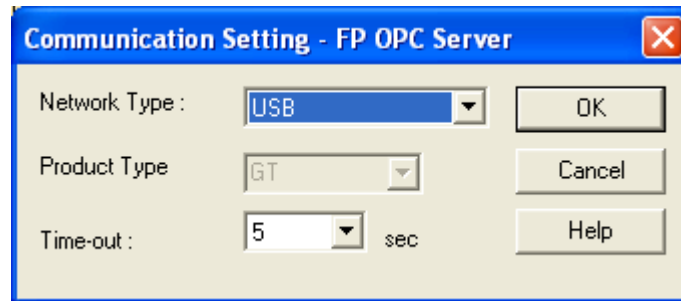 Communication Setting - FP OPC Server
Network Type : USB OK
Product Type GT Cancel
Time-out : 5 sec Help